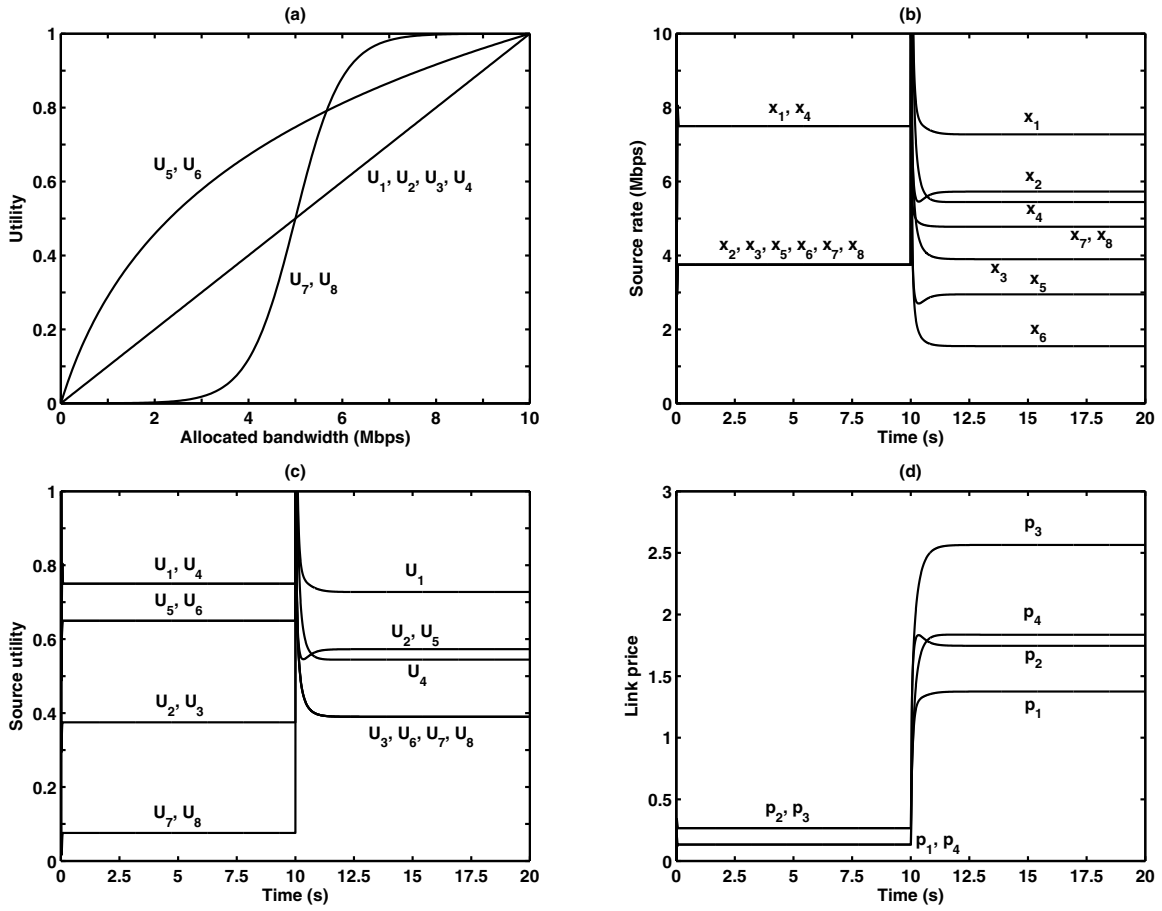 (a)
1
0.8
0.6
0.4
0.2
0
Utility
U5, U6
U1, U2, U3, U4
U7, U8
0 2 4 6 8 10
Allocated bandwidth (Mbps)
(b)
10
8
6
4
2
0
Source rate (Mbps)
x1, x4
x2, x3, x5, x6, x7, x8
x1
x2
x4
x7, x8
x3
x5
x6
0 2.5 5 7.5 10 12.5 15 17.5 20
Time (s)
(c)
1
0.8
0.6
0.4
0.2
0
Source utility
U1, U4
U5, U6
U2, U3
U7, U8
U1
U2, U5
U4
U3, U6, U7, U8
0 2.5 5 7.5 10 12.5 15 17.5 20
Time (s)
(d)
3
2.5
2
1.5
1
0.5
0
Link price
p2, p3
p1, p4
p3
p4
p2
p1
0 2.5 5 7.5 10 12.5 15 17.5 20
Time (s)